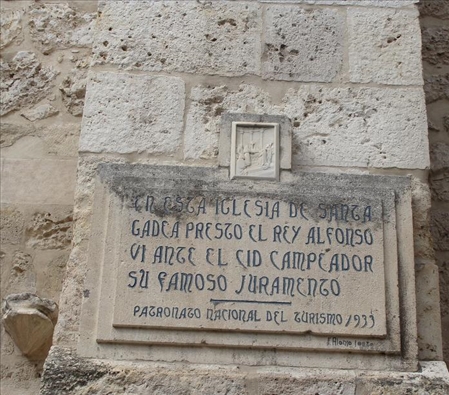 EN ESTA IGLESIA DE SANTA
GADEA PRESTO EL REY ALFONSO
VI ANTE EL CID CAMPEADOR
SU FAMOSO JURAMENTO
PATRONATO NACIONAL DEL TURISMO/1933